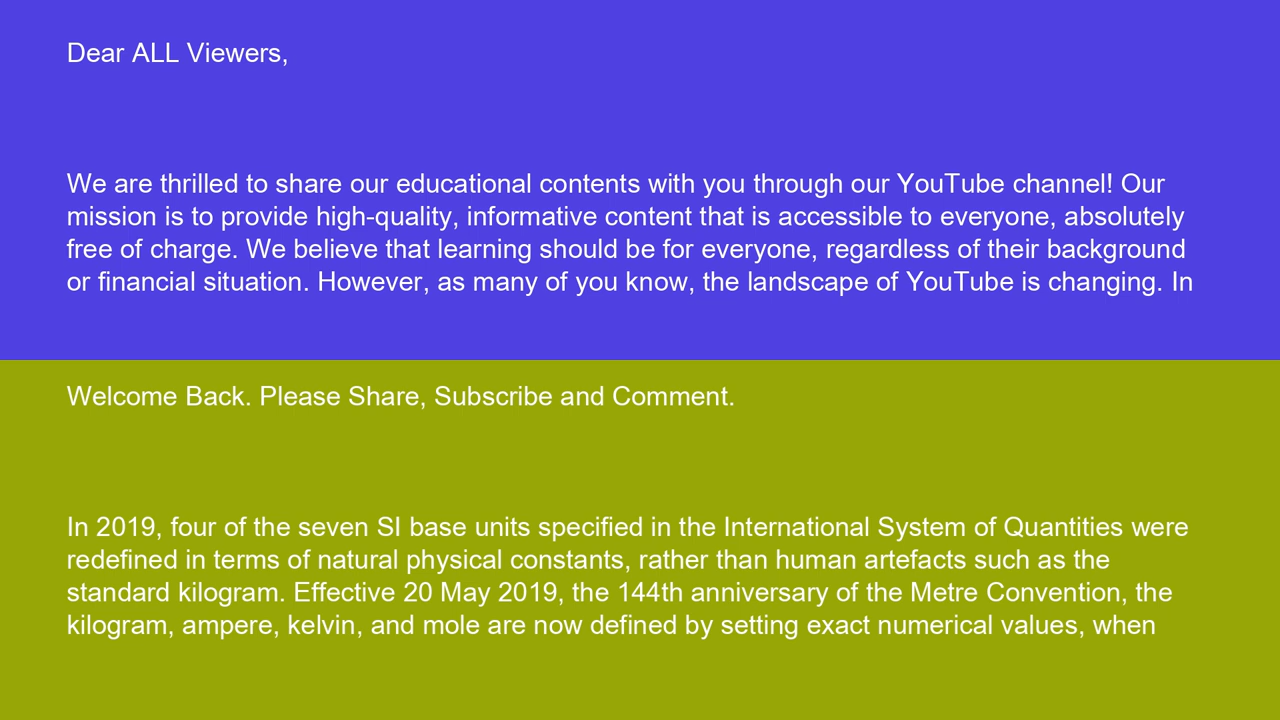 Dear ALL Viewers,
We are thrilled to share our educational contents with you through our YouTube channel! Our
mission is to provide high-quality, informative content that is accessible to everyone, absolutely
free of charge. We believe that learning should be for everyone, regardless of their background
or financial situation. However, as many of you know, the landscape of YouTube is changing. In
Welcome Back. Please Share, Subscribe and Comment.
In 2019, four of the seven SI base units specified in the International System of Quantities were
redefined in terms of natural physical constants, rather than human artefacts such as the
standard kilogram. Effective 20 May 2019, the 144th anniversary of the Metre Convention, the
kilogram, ampere, kelvin, and mole are now defined by setting exact numerical values, when